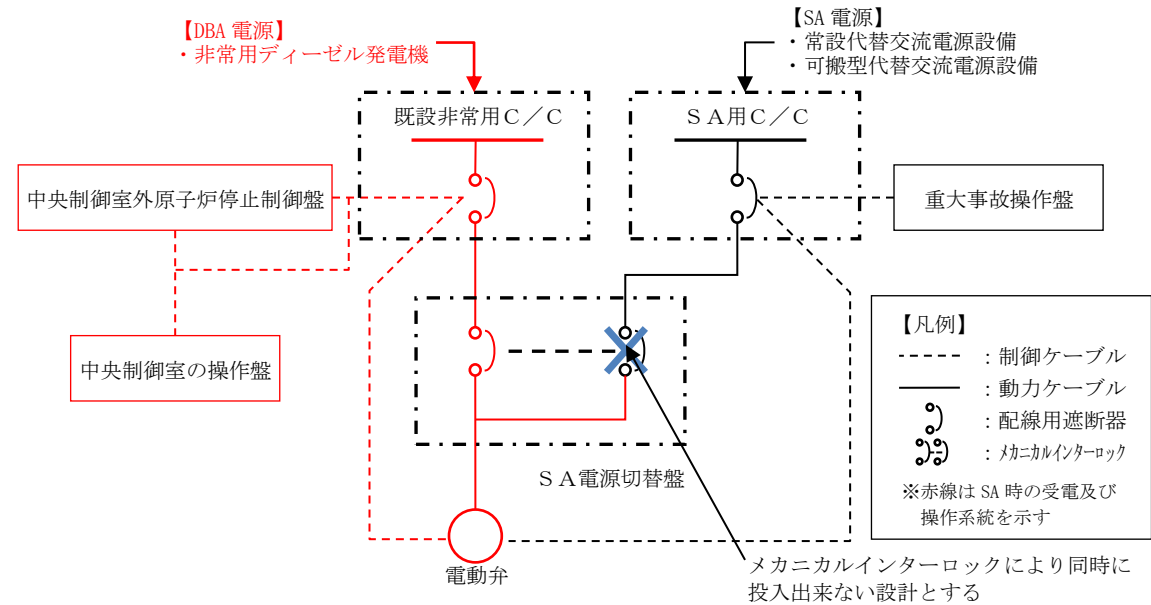 【DBA 電源】
・非常用ディーゼル発電機
【SA 電源】
・常設代替交流電源設備
・可搬型代替交流電源設備
既設非常用Ｃ／Ｃ
ＳＡ用Ｃ／Ｃ
中央制御室外原子炉停止制御盤
重大事故操作盤
中央制御室の操作盤
ＳＡ電源切替盤
電動弁
【凡例】
：制御ケーブル
：動力ケーブル
：配線用遮断器
：ﾒｶﾆｶﾙｲﾝﾀｰﾛｯｸ
※赤線は SA 時の受電及び
操作系統を示す
メカニカルインターロックにより同時に
投入出来ない設計とする